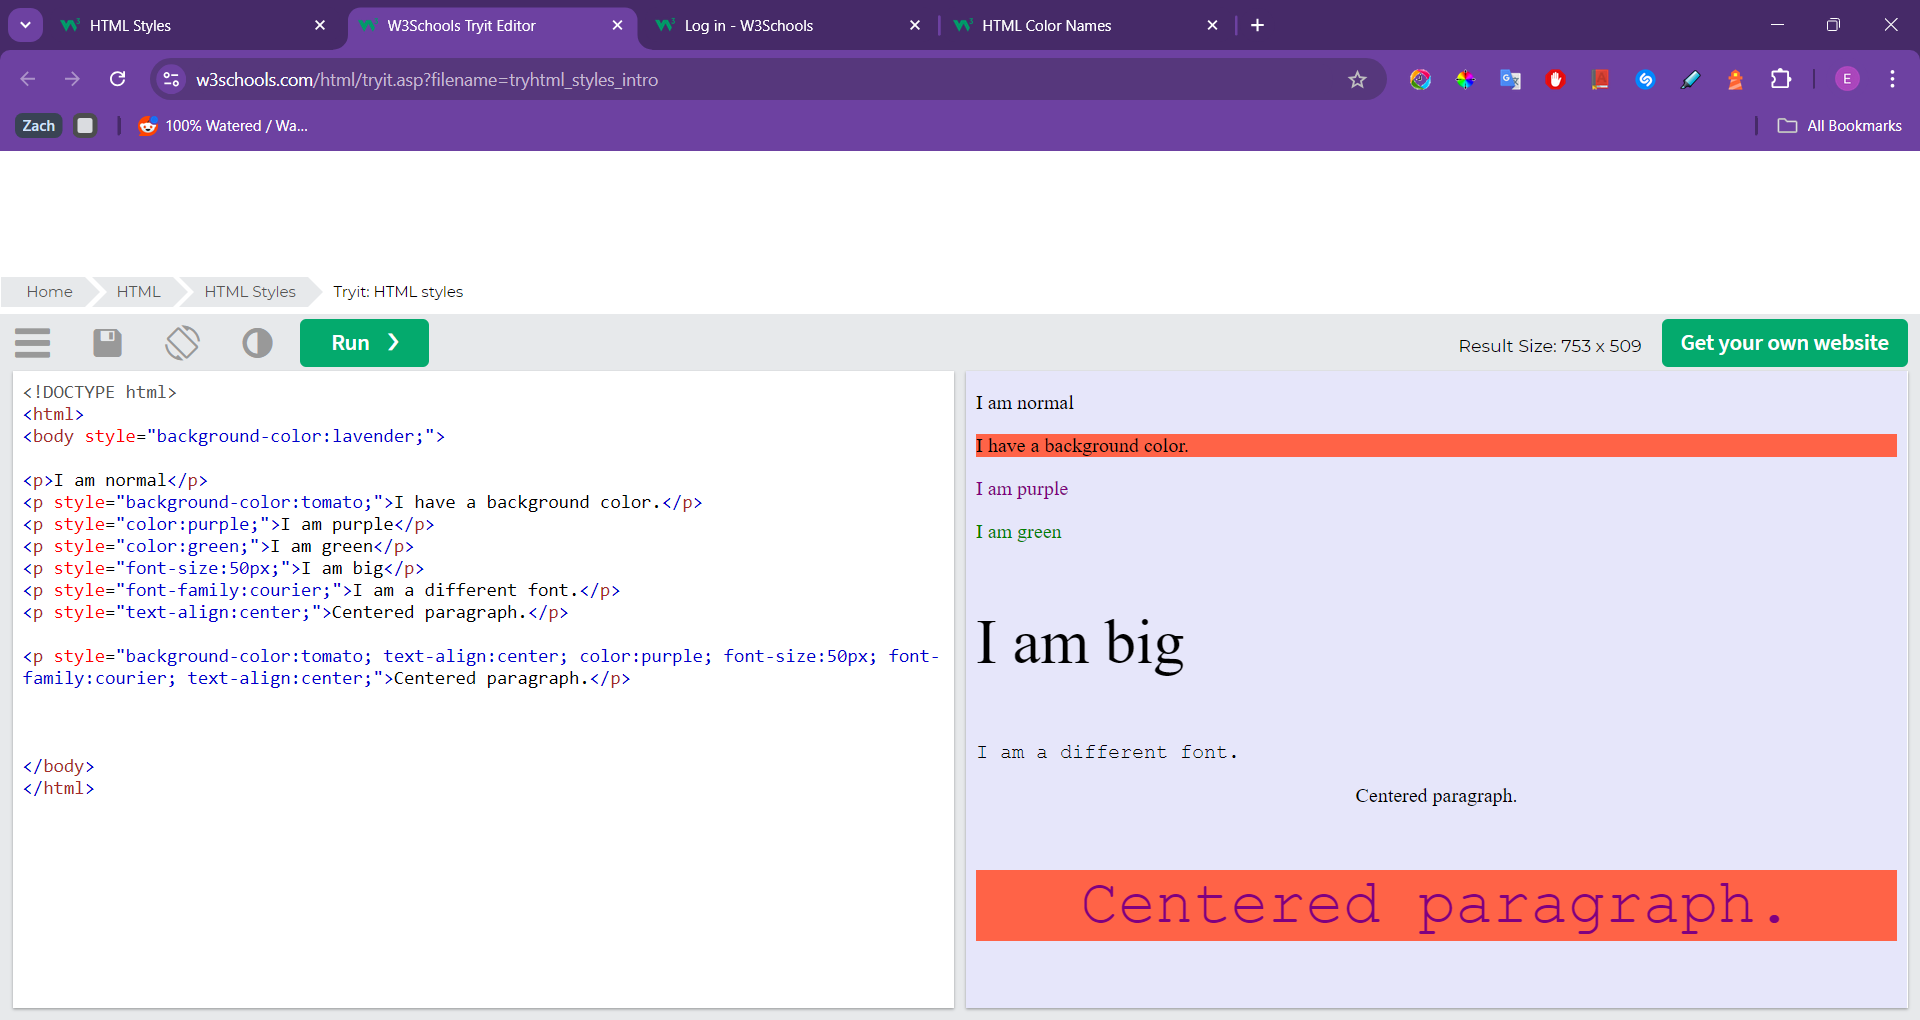 HTML Styles
W3Schools Tryit Editor
Log in - W3Schools
HTML Color Names
w3schools.com/html/tryit.asp?filename=tryhtml_styles_intro
E
Zach
100% Watered / Wa...
All Bookmarks
Home
HTML
HTML Styles
Tryit: HTML styles
Run ❯
Result Size: 753 x 509
Get your own website
<!DOCTYPE html>
<html>
<body style="background-color:lavender;">
<p>I am normal</p>
<p style="background-color:tomato;">I have a background color.</p>
<p style="color:purple;">I am purple</p>
<p style="color:green;">I am green</p>
<p style="font-size:50px;">I am big</p>
<p style="font-family:courier;">I am a different font.</p>
<p style="text-align:center;">Centered paragraph.</p>
<p style="background-color:tomato; text-align:center; color:purple; font-size:50px; font-
family:courier; text-align:center;">Centered paragraph.</p>
</body>
</html>
I am normal
I have a background color.
I am purple
I am green
I am big
I am a different font.
Centered paragraph.
Centered paragraph.